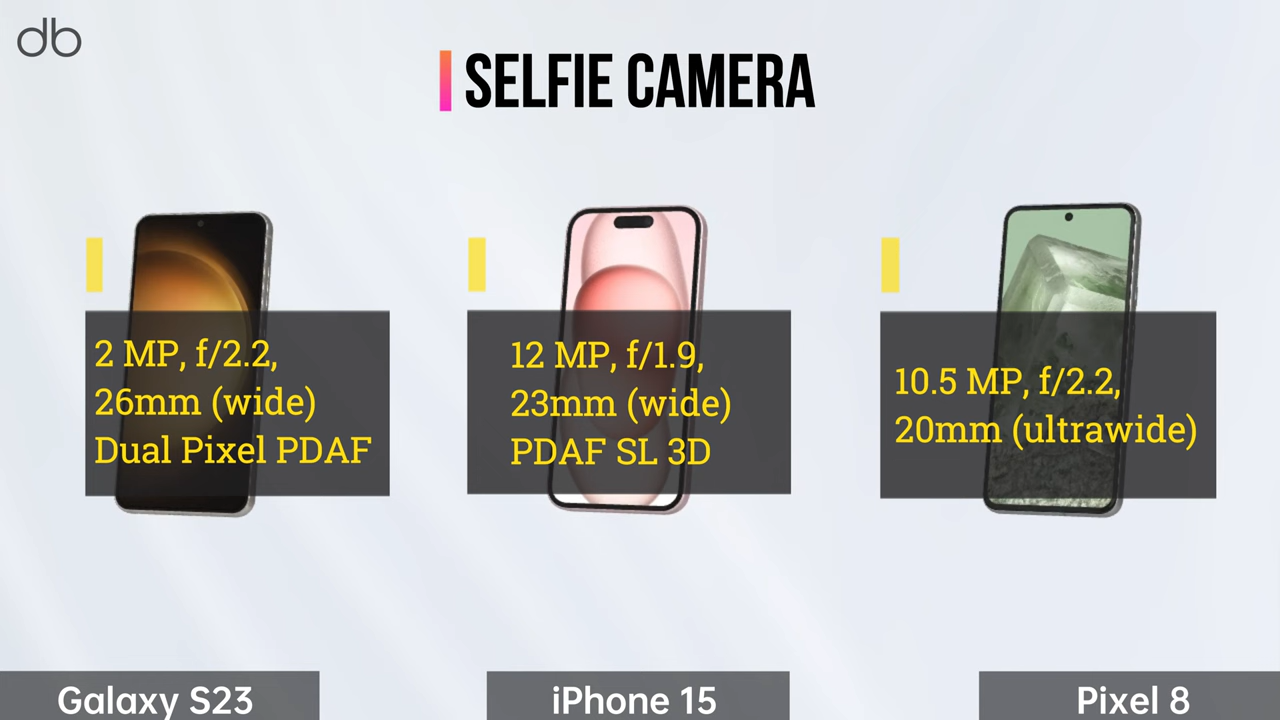 db
SELFIE CAMERA
2 MP, f/2.2,
26mm (wide)
Dual Pixel PDAF
12 MP, f/1.9,
23mm (wide)
PDAF SL 3D
10.5 MP, f/2.2,
20mm (ultrawide)
Galaxy S23
iPhone 15
Pixel 8